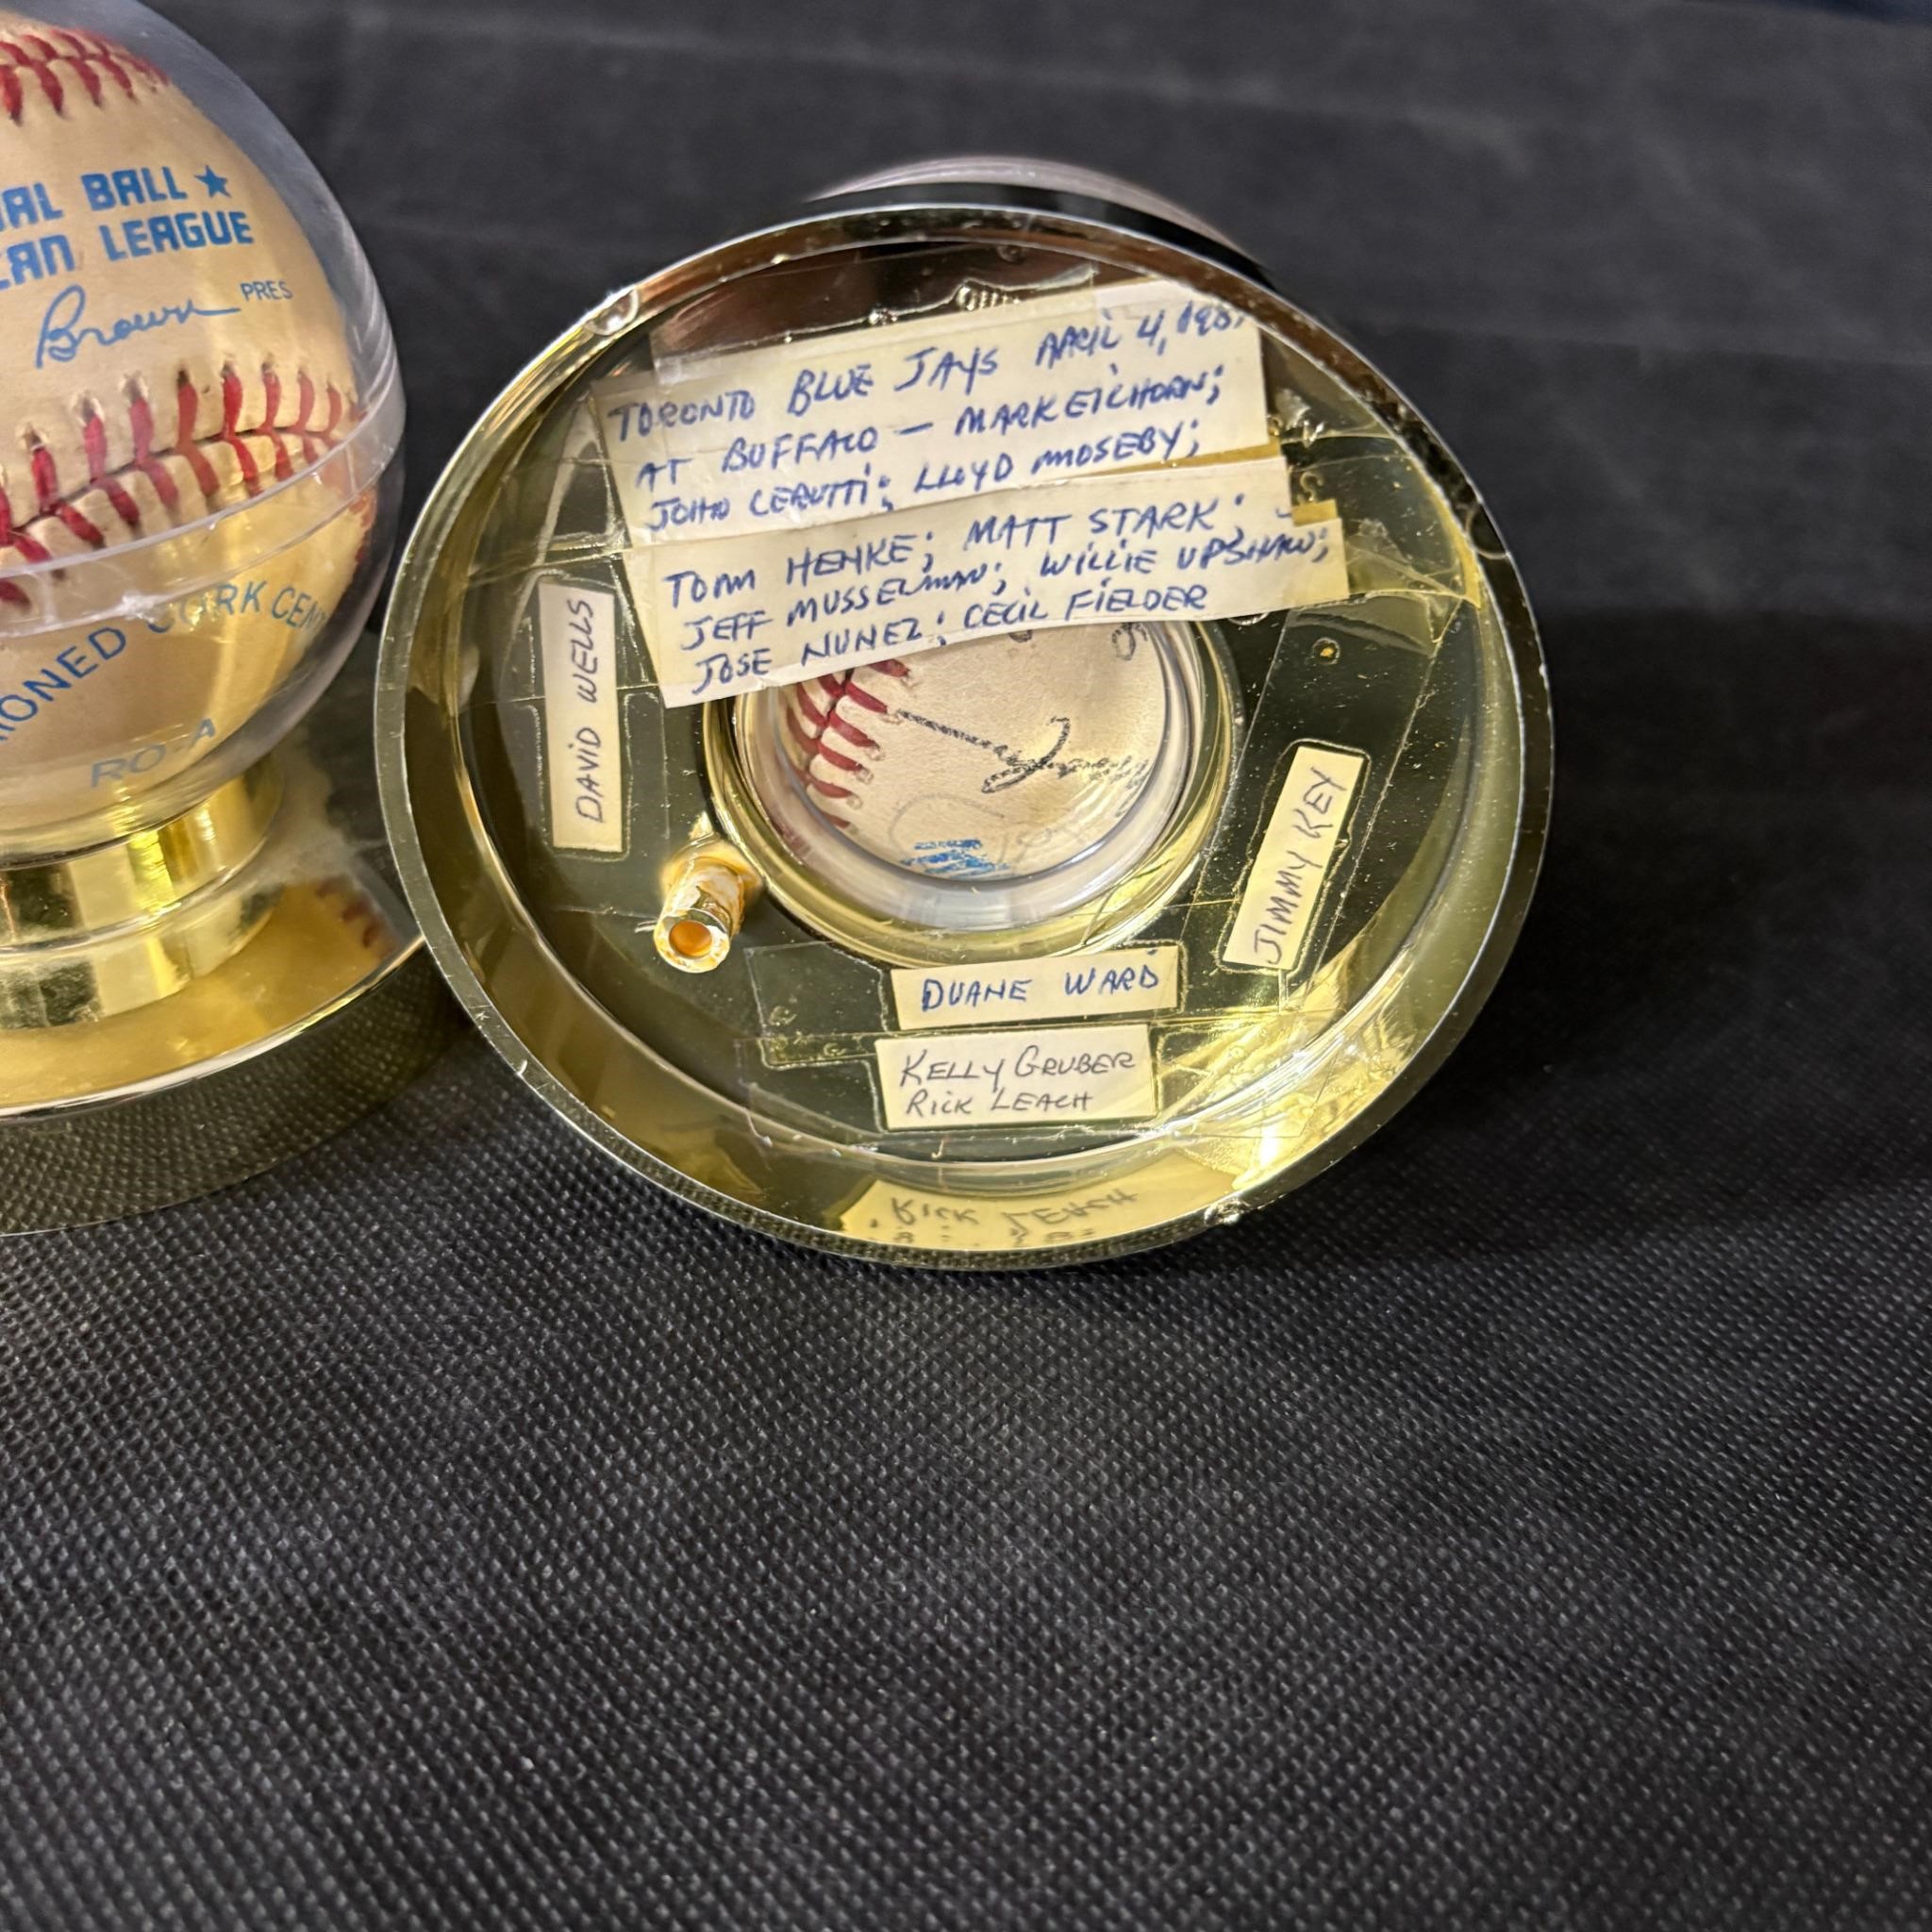 AL BALL ★
CAN LEAGUE
Brown PRES
IONED CORK CEN
RO-A
TORONTO BLUE JAYS APRIL 4, 198
AT BUFFALO — MARK EICHORN;
JOHN CERUTTI; LLOYD MOSEBY;
TOM HENKE; MATT STARK;
JEFF MUSSELMAN; WILLIE UPSHAW;
JOSE NUNEZ; CECIL FIELDER
DAVID WELLS
JIMMY KEY
DUANE WARD
KELLY GRUBER
RICK LEACH